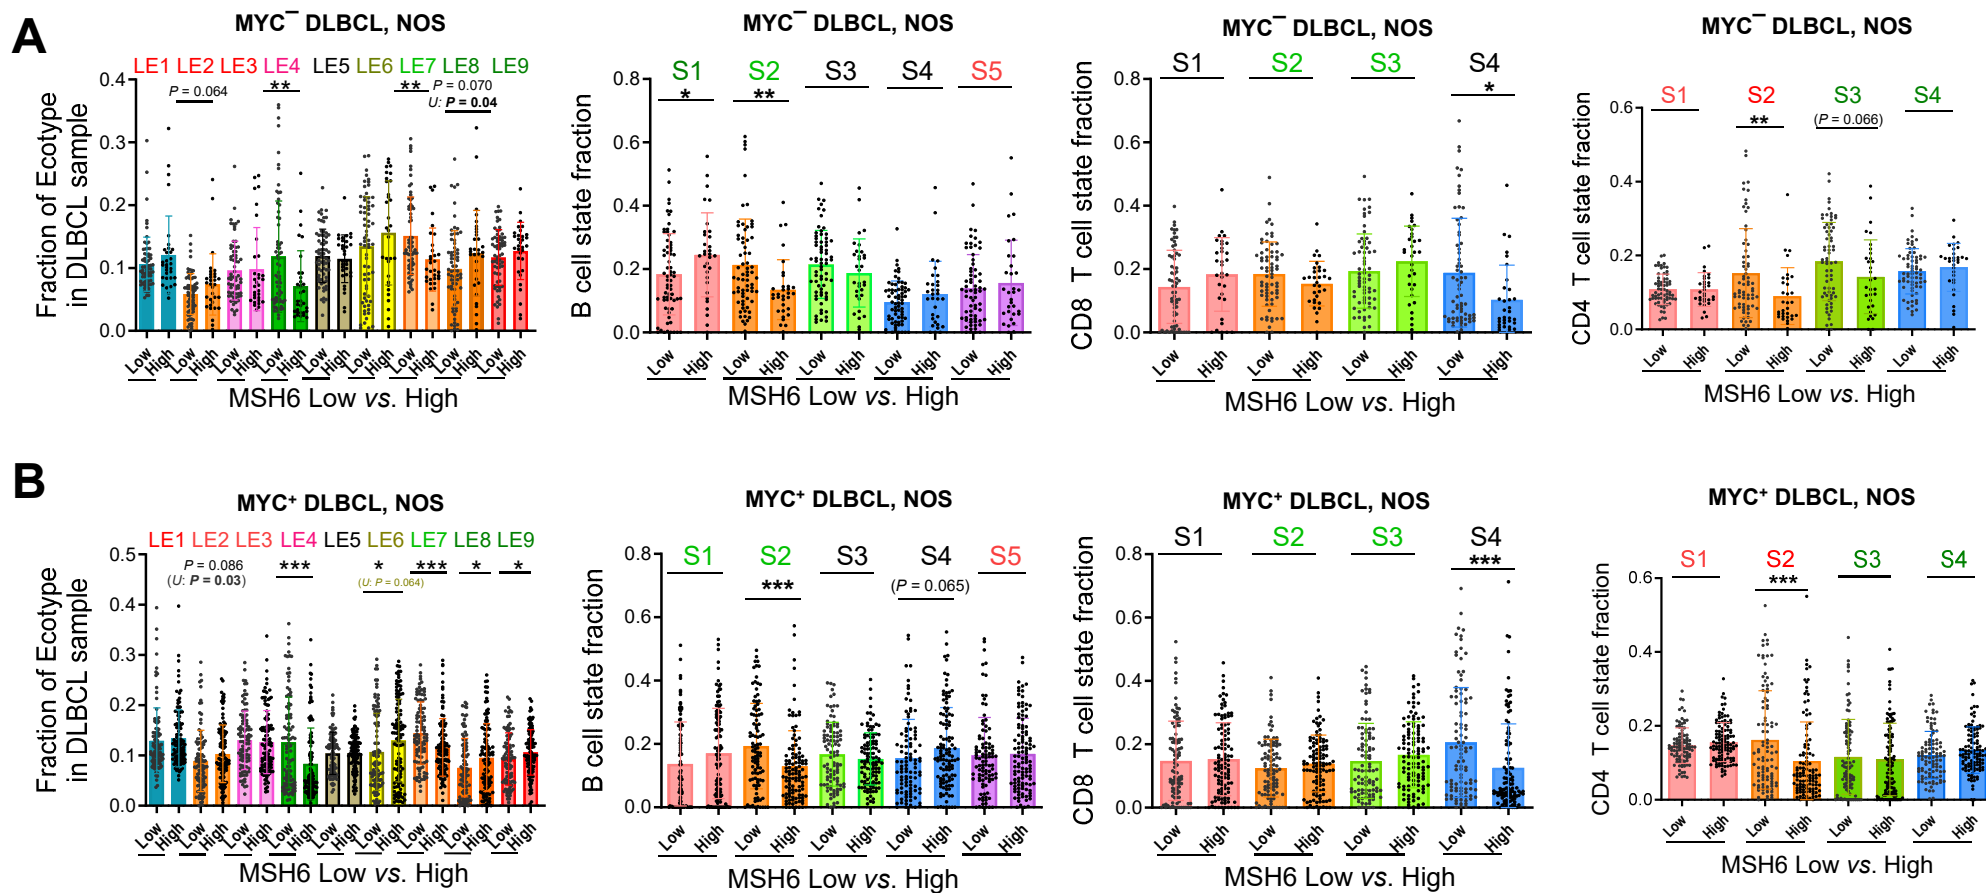 A
MYC⁻ DLBCL, NOS
LE1 LE2 LE3 LE4 LE5 LE6 LE7 LE8 LE9
P = 0.064
**
**
P = 0.070
U: P = 0.04
Fraction of Ecotype
in DLBCL sample
0.4
0.3
0.2
0.1
0.0
Low High Low High Low High Low High Low High Low High Low High Low High Low High
MSH6 Low vs. High
MYC⁻ DLBCL, NOS
S1 S2 S3 S4 S5
* **
B cell state fraction
0.8
0.6
0.4
0.2
0.0
Low High Low High Low High Low High Low High
MSH6 Low vs. High
MYC⁻ DLBCL, NOS
S1 S2 S3 S4
*
CD8 T cell state fraction
0.8
0.6
0.4
0.2
0.0
Low High Low High Low High Low High
MSH6 Low vs. High
MYC⁻ DLBCL, NOS
S1 S2 S3 S4
** (P = 0.066)
CD4 T cell state fraction
0.6
0.4
0.2
0.0
Low High Low High Low High Low High
MSH6 Low vs. High
B
MYC⁺ DLBCL, NOS
LE1 LE2 LE3 LE4 LE5 LE6 LE7 LE8 LE9
P = 0.086
(U: P = 0.03)
*** * *** * *
(U: P = 0.064)
Fraction of Ecotype
in DLBCL sample
0.5
0.4
0.3
0.2
0.1
0.0
Low High Low High Low High Low High Low High Low High Low High Low High Low High
MSH6 Low vs. High
MYC⁺ DLBCL, NOS
S1 S2 S3 S4 S5
*** (P = 0.065)
B cell state fraction
0.8
0.6
0.4
0.2
0.0
Low High Low High Low High Low High Low High
MSH6 Low vs. High
MYC⁺ DLBCL, NOS
S1 S2 S3 S4
***
CD8 T cell state fraction
0.8
0.6
0.4
0.2
0.0
Low High Low High Low High Low High
MSH6 Low vs. High
MYC⁺ DLBCL, NOS
S1 S2 S3 S4
***
CD4 T cell state fraction
0.6
0.4
0.2
0.0
Low High Low High Low High Low High
MSH6 Low vs. High